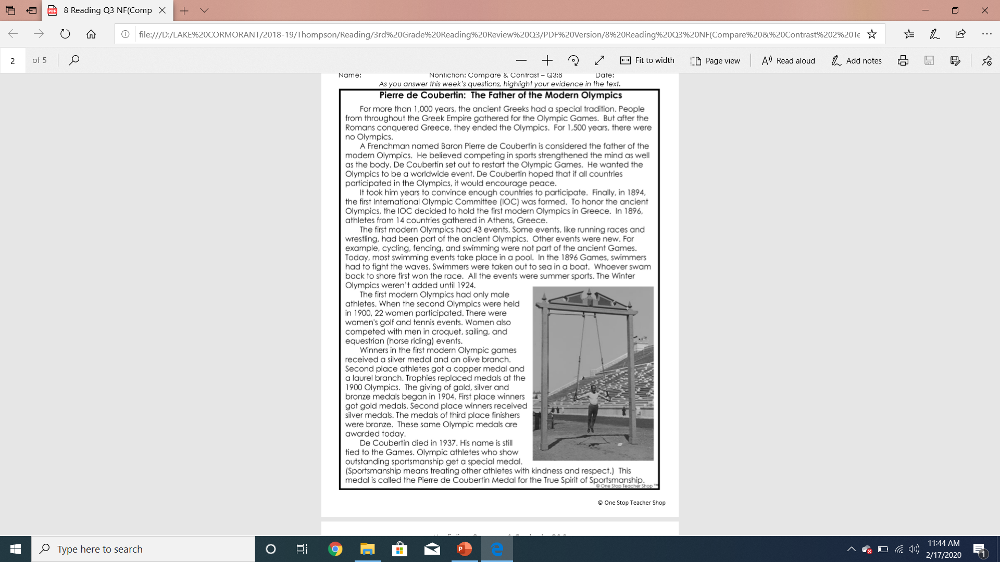 8 Reading Q3 NF(Comp
file:///D:/LAKE%20CORMORANT/2018-19/Thompson/Reading/3rd%20Grade%20Reading%20Review%20Q3/PDF%20Version/8%20Reading%20Q3%20NF(Compare%20&%20Contrast%202%20Te
2 of 5 Fit to width Page view Read aloud Add notes
Name: Nonfiction: Compare & Contrast – Q3:8 Date:
As you answer this week's questions, highlight your evidence in the text.
Pierre de Coubertin: The Father of the Modern Olympics
For more than 1,000 years, the ancient Greeks had a special tradition. People
from throughout the Greek Empire gathered for the Olympic Games. But after the
Romans conquered Greece, they ended the Olympics. For 1,500 years, there were
no Olympics.
A Frenchman named Baron Pierre de Coubertin is considered the father of the
modern Olympics. He believed competing in sports strengthened the mind as well
as the body. De Coubertin set out to restart the Olympic Games. He wanted the
Olympics to be a worldwide event. De Coubertin hoped that if all countries
participated in the Olympics, it would encourage peace.
It took him years to convince enough countries to participate. Finally, in 1894,
the first International Olympic Committee (IOC) was formed. To honor the ancient
Olympics, the IOC decided to hold the first modern Olympics in Greece. In 1896,
athletes from 14 countries gathered in Athens, Greece.
The first modern Olympics had 43 events. Some events, like running races and
wrestling, had been part of the ancient Olympics. Other events were new. For
example, cycling, fencing, and swimming were not part of the ancient Games.
Today, most swimming events take place in a pool. In the 1896 Games, swimmers
had to fight the waves. Swimmers were taken out to sea in a boat. Whoever swam
back to shore first won the race. All the events were summer sports. The Winter
Olympics weren't added until 1924.
The first modern Olympics had only male
athletes. When the second Olympics were held
in 1900, 22 women participated. There were
women's golf and tennis events. Women also
competed with men in croquet, sailing, and
equestrian (horse riding) events.
Winners in the first modern Olympic games
received a silver medal and an olive branch.
Second place athletes got a copper medal and
a laurel branch. Trophies replaced medals at the
1900 Olympics. The giving of gold, silver and
bronze medals began in 1904. First place winners
got gold medals. Second place winners received
silver medals. The medals of third place finishers
were bronze. These same Olympic medals are
awarded today.
De Coubertin died in 1937. His name is still
tied to the Games. Olympic athletes who show
outstanding sportsmanship get a special medal.
(Sportsmanship means treating other athletes with kindness and respect.) This
medal is called the Pierre de Coubertin Medal for the True Spirit of Sportsmanship.
© One Stop Teacher Shop ™
© One Stop Teacher Shop
Type here to search
11:44 AM
2/17/2020
1